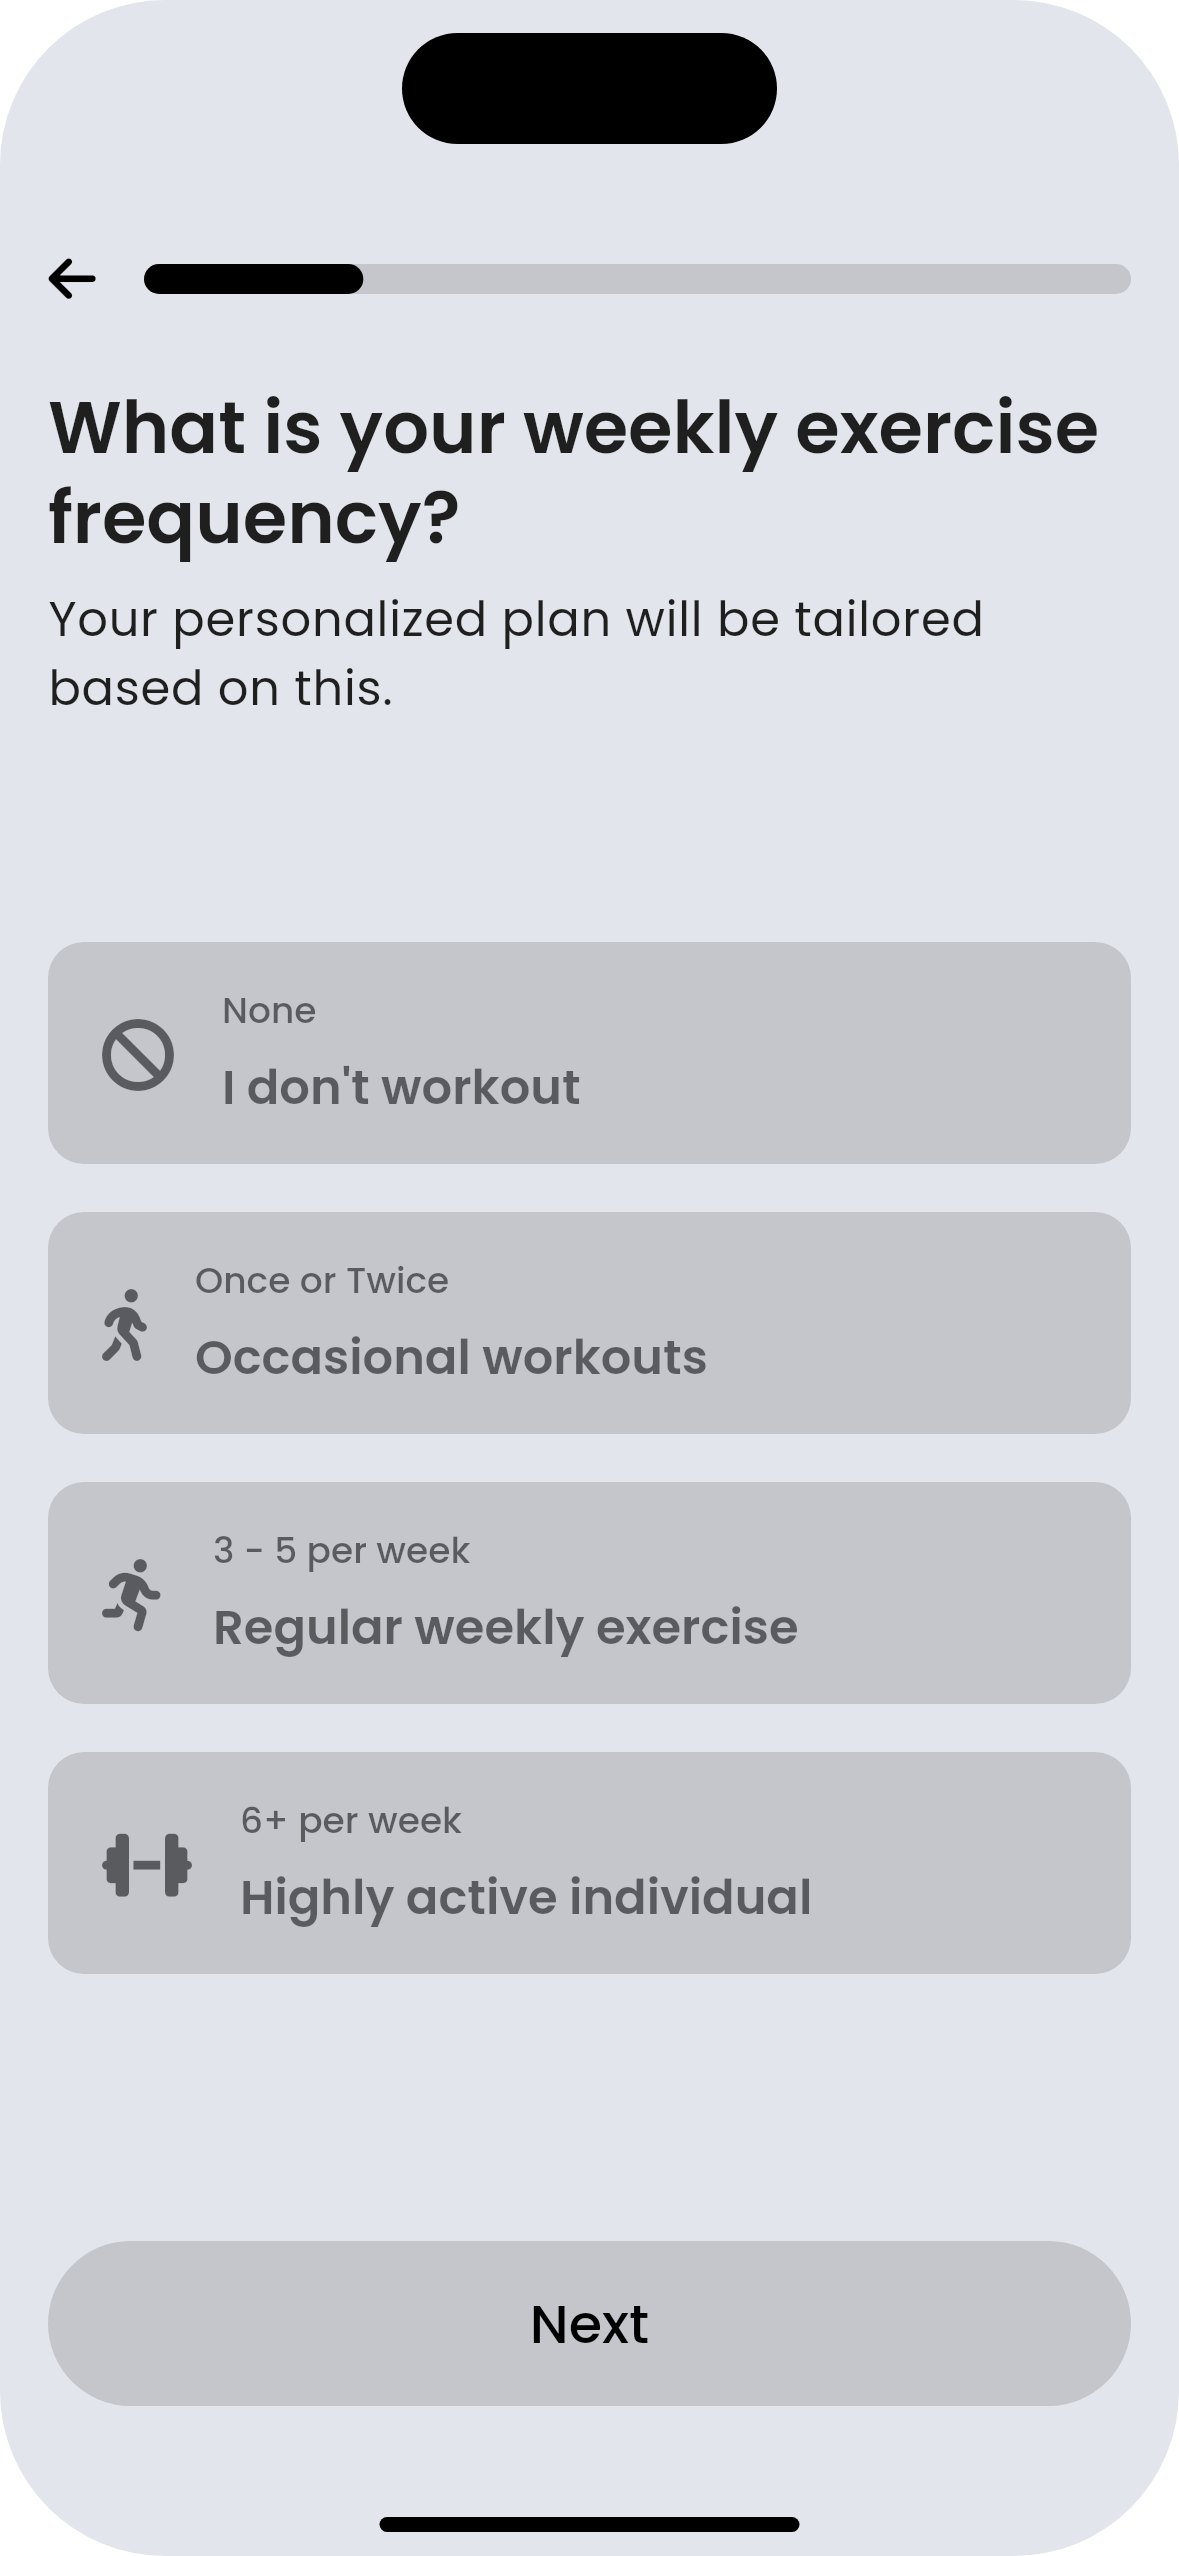 What is your weekly exercise
frequency?
Your personalized plan will be tailored
based on this.
None
I don't workout
Once or Twice
Occasional workouts
3 - 5 per week
Regular weekly exercise
6+ per week
Highly active individual
Next